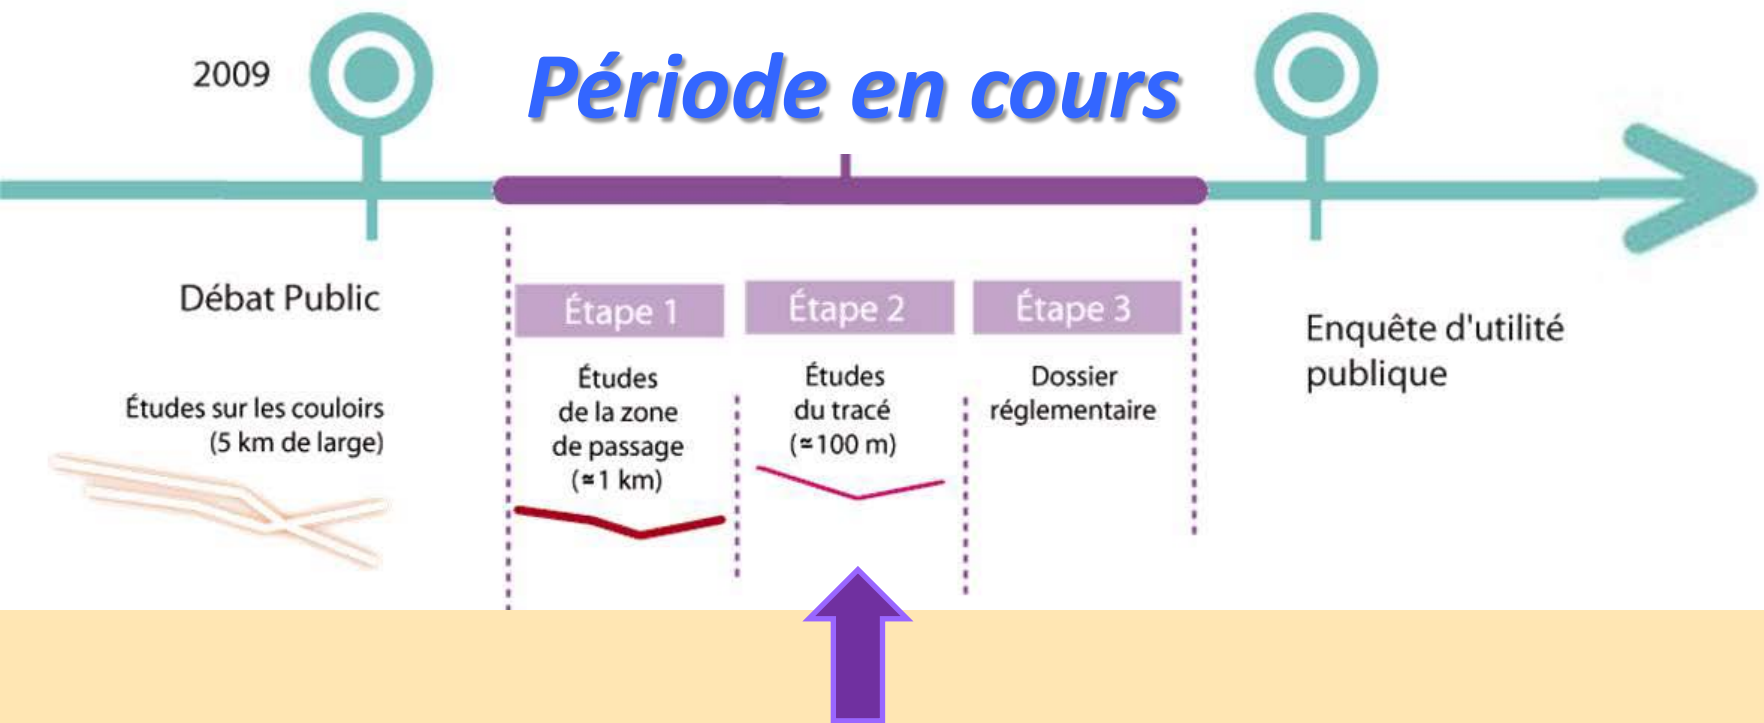 2009
Période en cours
Débat Public
Études sur les couloirs
(5 km de large)
Étape 1
Études
de la zone
de passage
(≃1 km)
Étape 2
Études
du tracé
(≃100 m)
Étape 3
Dossier
réglementaire
Enquête d'utilité
publique